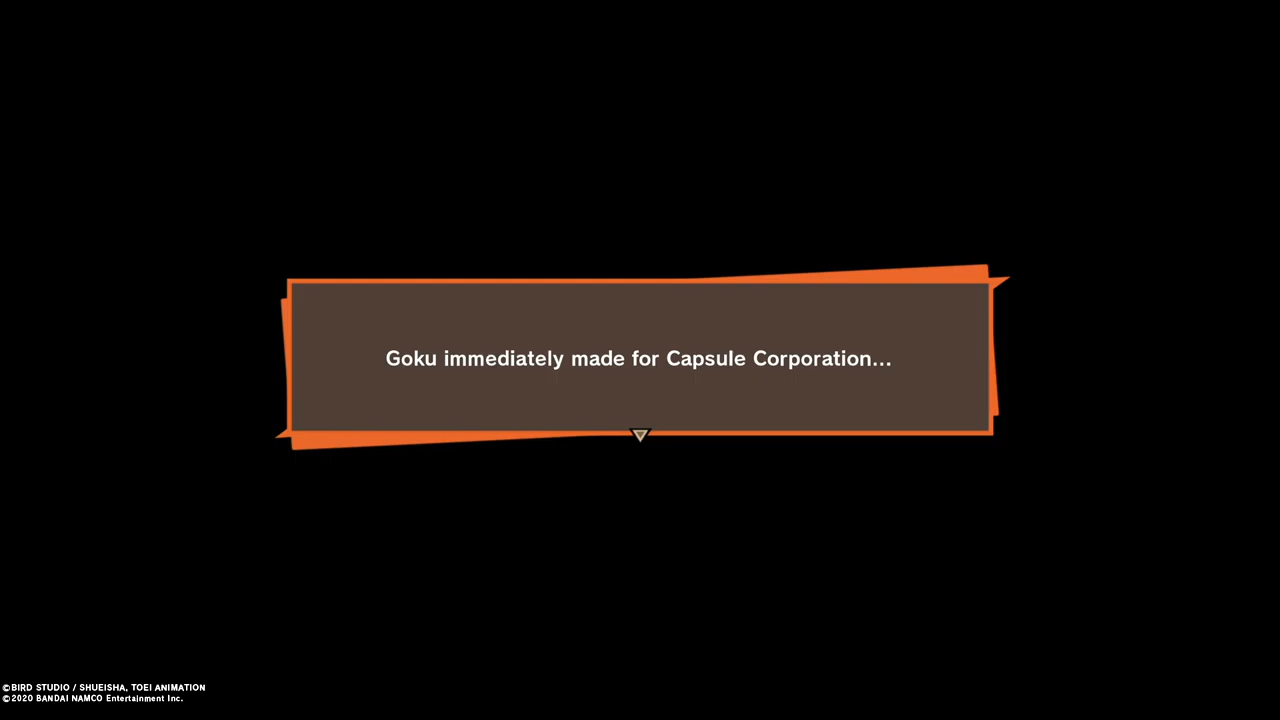 Goku immediately made for Capsule Corporation...
©BIRD STUDIO / SHUEISHA, TOEI ANIMATION
©2020 BANDAI NAMCO Entertainment Inc.